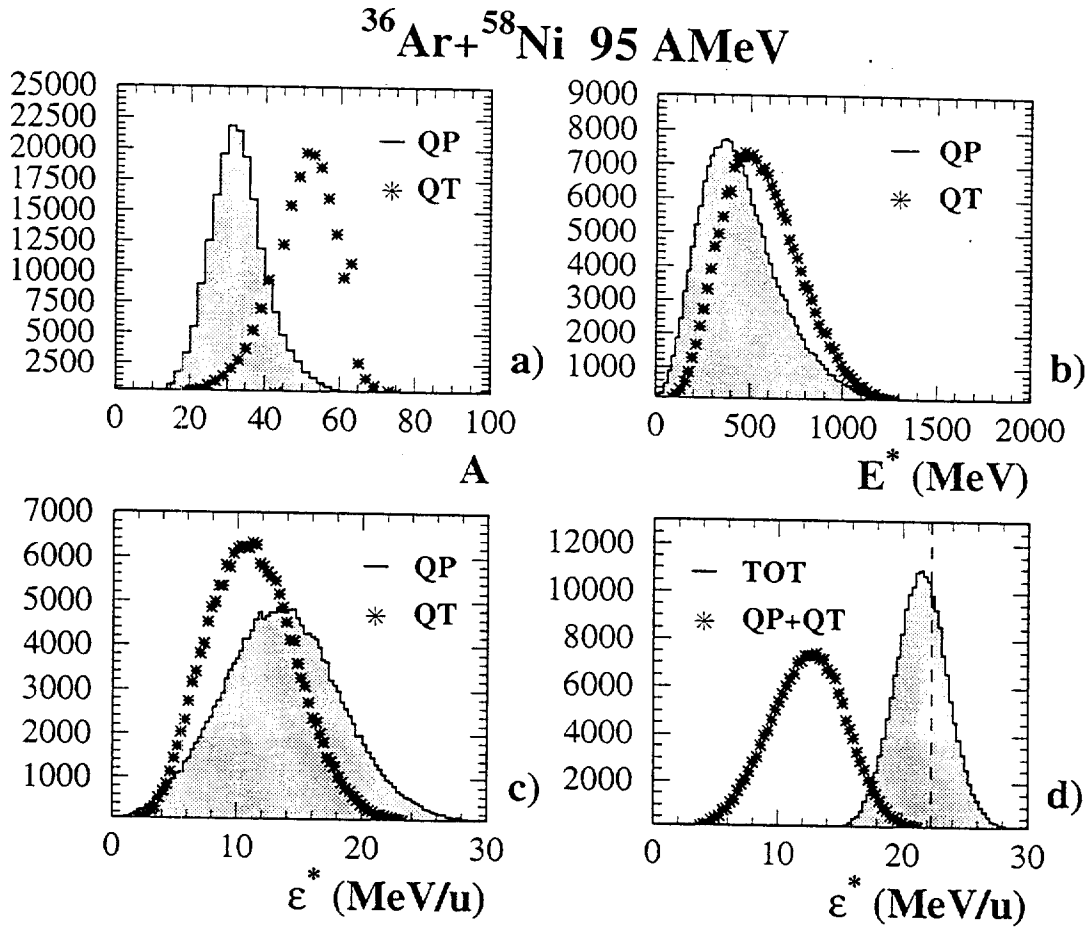 ³⁶Ar+⁵⁸Ni 95 AMeV
25000
22500
20000
17500
15000
12500
10000
7500
5000
2500
0 20 40 60 80 100
QP
QT
a)
A
9000
8000
7000
6000
5000
4000
3000
2000
1000
0 500 1000 1500 2000
QP
QT
b)
E* (MeV)
7000
6000
5000
4000
3000
2000
1000
0 10 20 30
QP
QT
c)
ε* (MeV/u)
12000
10000
8000
6000
4000
2000
0 10 20 30
TOT
QP+QT
d)
ε* (MeV/u)